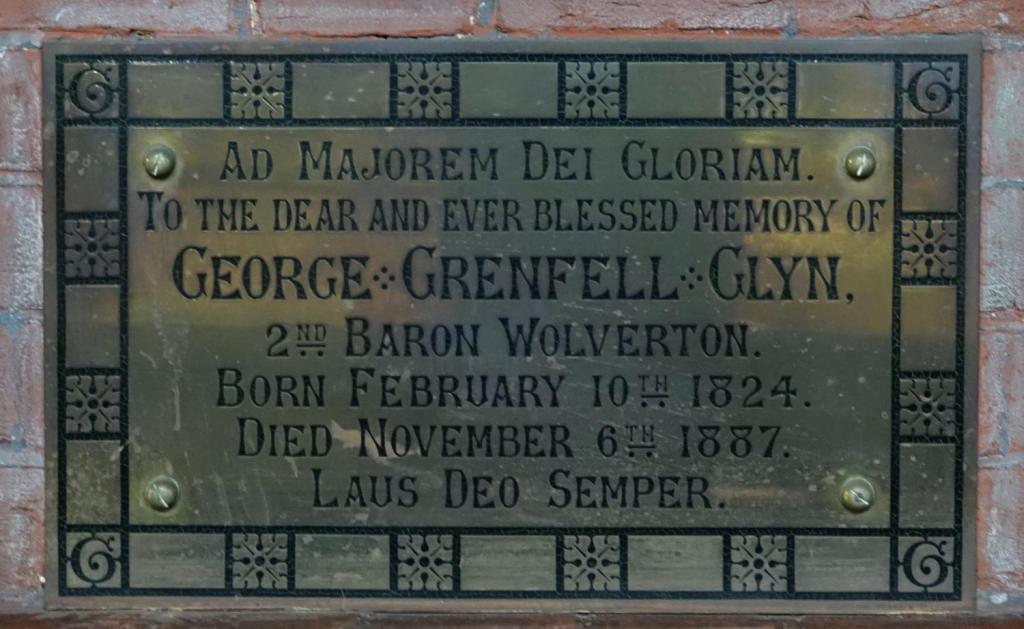 G G
AD MAJOREM DEI GLORIAM.
TO THE DEAR AND EVER BLESSED MEMORY OF
GEORGE GRENFELL GLYN,
2ND BARON WOLVERTON.
BORN FEBRUARY 10TH 1824.
DIED NOVEMBER 6TH 1887.
LAUS DEO SEMPER.
G G